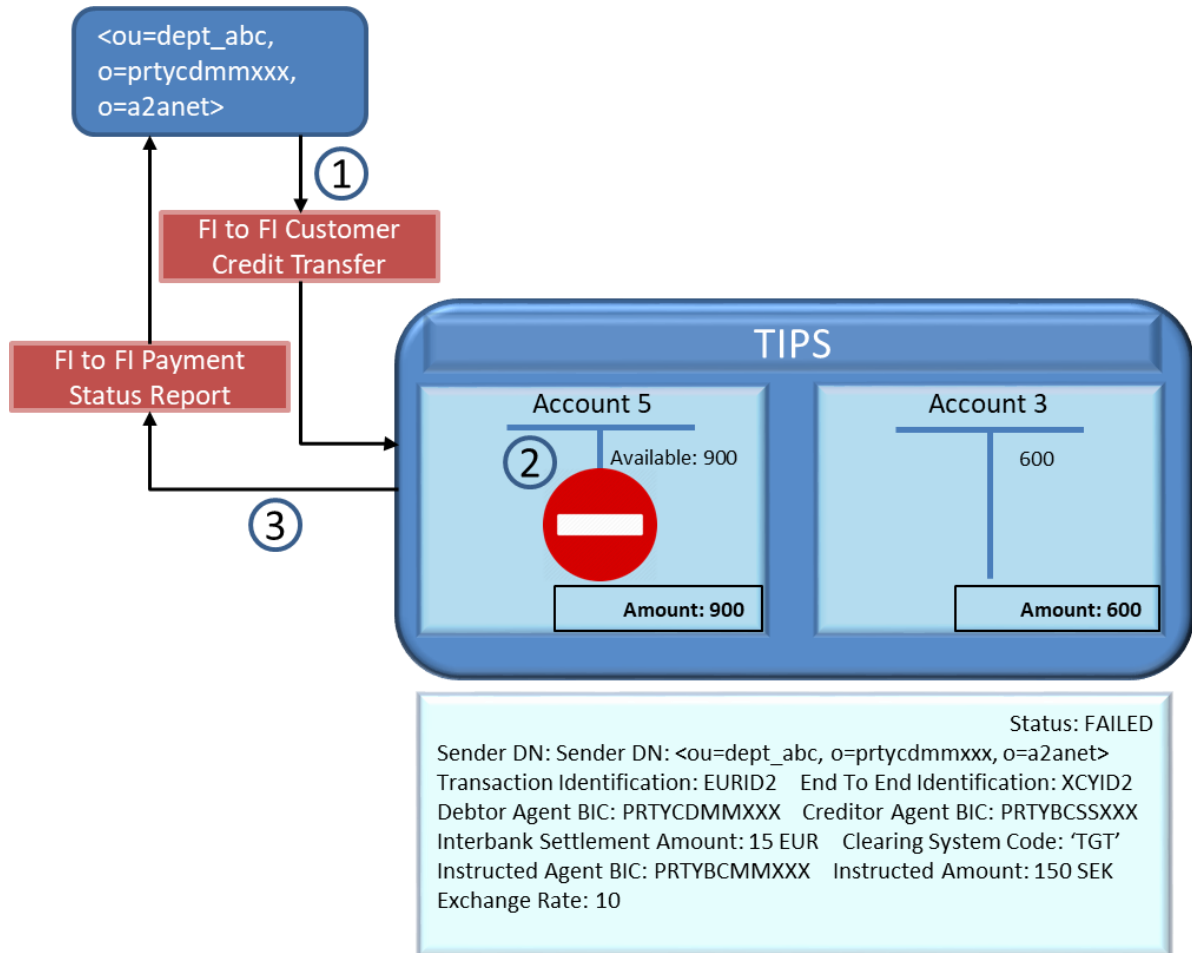 <ou=dept_abc,
o=prtycdmmxxx,
o=a2anet>
1
FI to FI Customer
Credit Transfer
TIPS
FI to FI Payment
Status Report
Account 5
2
Available: 900
Amount: 900
Account 3
600
Amount: 600
3
Status: FAILED
Sender DN: Sender DN: <ou=dept_abc, o=prtycdmmxxx, o=a2anet>
Transaction Identification: EURID2 End To End Identification: XCYID2
Debtor Agent BIC: PRTYCDMMXXX Creditor Agent BIC: PRTYBCSSXXX
Interbank Settlement Amount: 15 EUR Clearing System Code: ‘TGT’
Instructed Agent BIC: PRTYBCMMXXX Instructed Amount: 150 SEK
Exchange Rate: 10